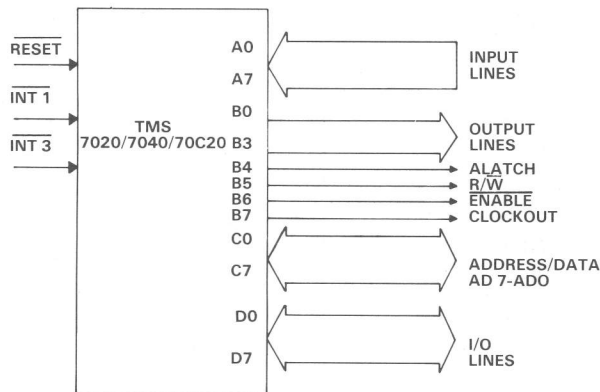 RESET
INT 1
INT 3
TMS
7020/7040/70C20
A0
A7
B0
B3
B4
B5
B6
B7
C0
C7
D0
D7
INPUT
LINES
OUTPUT
LINES
ALATCH
R/W
ENABLE
CLOCKOUT
ADDRESS/DATA
AD 7-ADO
I/O
LINES